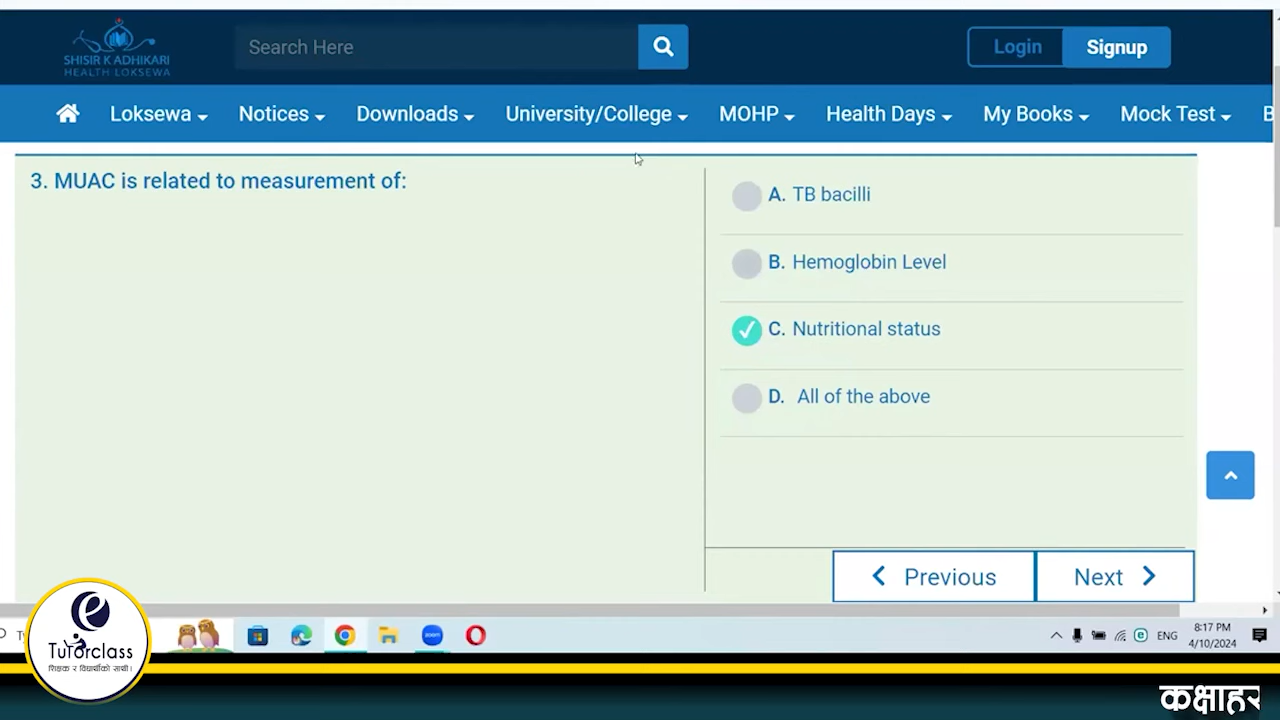 SHISIR K ADHIKARI
HEALTH LOKSEWA
Search Here
Login
Signup
Loksewa
Notices
Downloads
University/College
MOHP
Health Days
My Books
Mock Test
B
3. MUAC is related to measurement of:
A. TB bacilli
B. Hemoglobin Level
C. Nutritional status
D. All of the above
Previous
Next
zoom
ENG
8:17 PM
4/10/2024
Tutorclass
शिक्षक र विद्यार्थीको साथी।
कक्षाहर